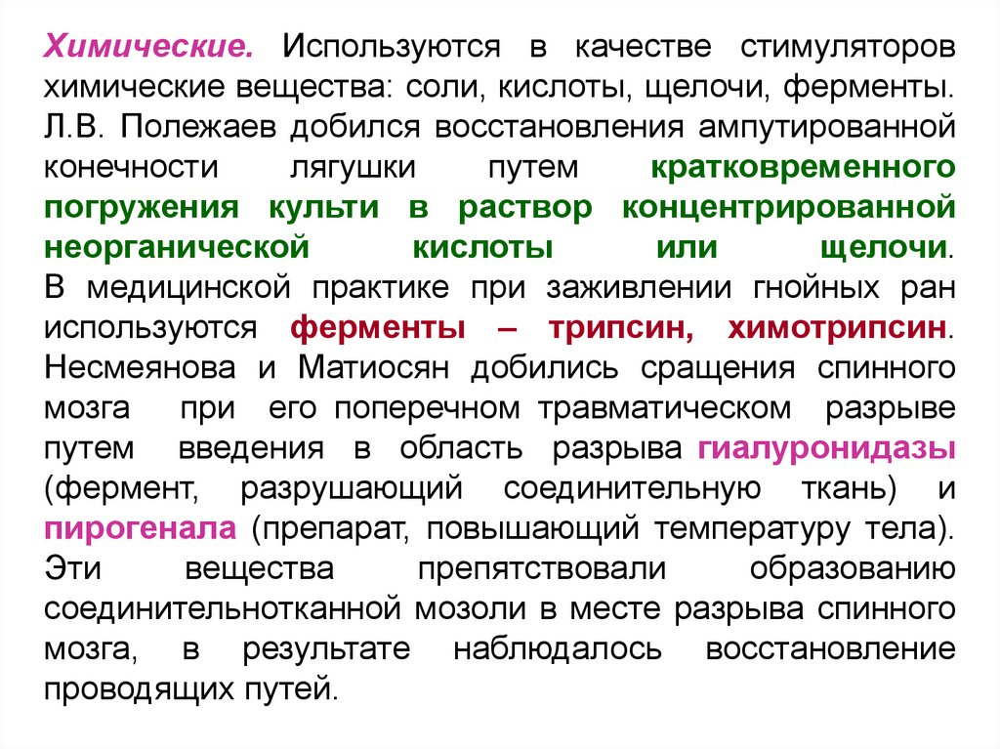 Химические. Используются в качестве стимуляторов
химические вещества: соли, кислоты, щелочи, ферменты.
Л.В. Полежаев добился восстановления ампутированной
конечности лягушки путем кратковременного
погружения культи в раствор концентрированной
неорганической кислоты или щелочи.
В медицинской практике при заживлении гнойных ран
используются ферменты – трипсин, химотрипсин.
Несмеянова и Матиосян добились сращения спинного
мозга при его поперечном травматическом разрыве
путем введения в область разрыва гиалуронидазы
(фермент, разрушающий соединительную ткань) и
пирогенала (препарат, повышающий температуру тела).
Эти вещества препятствовали образованию
соединительнотканной мозоли в месте разрыва спинного
мозга, в результате наблюдалось восстановление
проводящих путей.